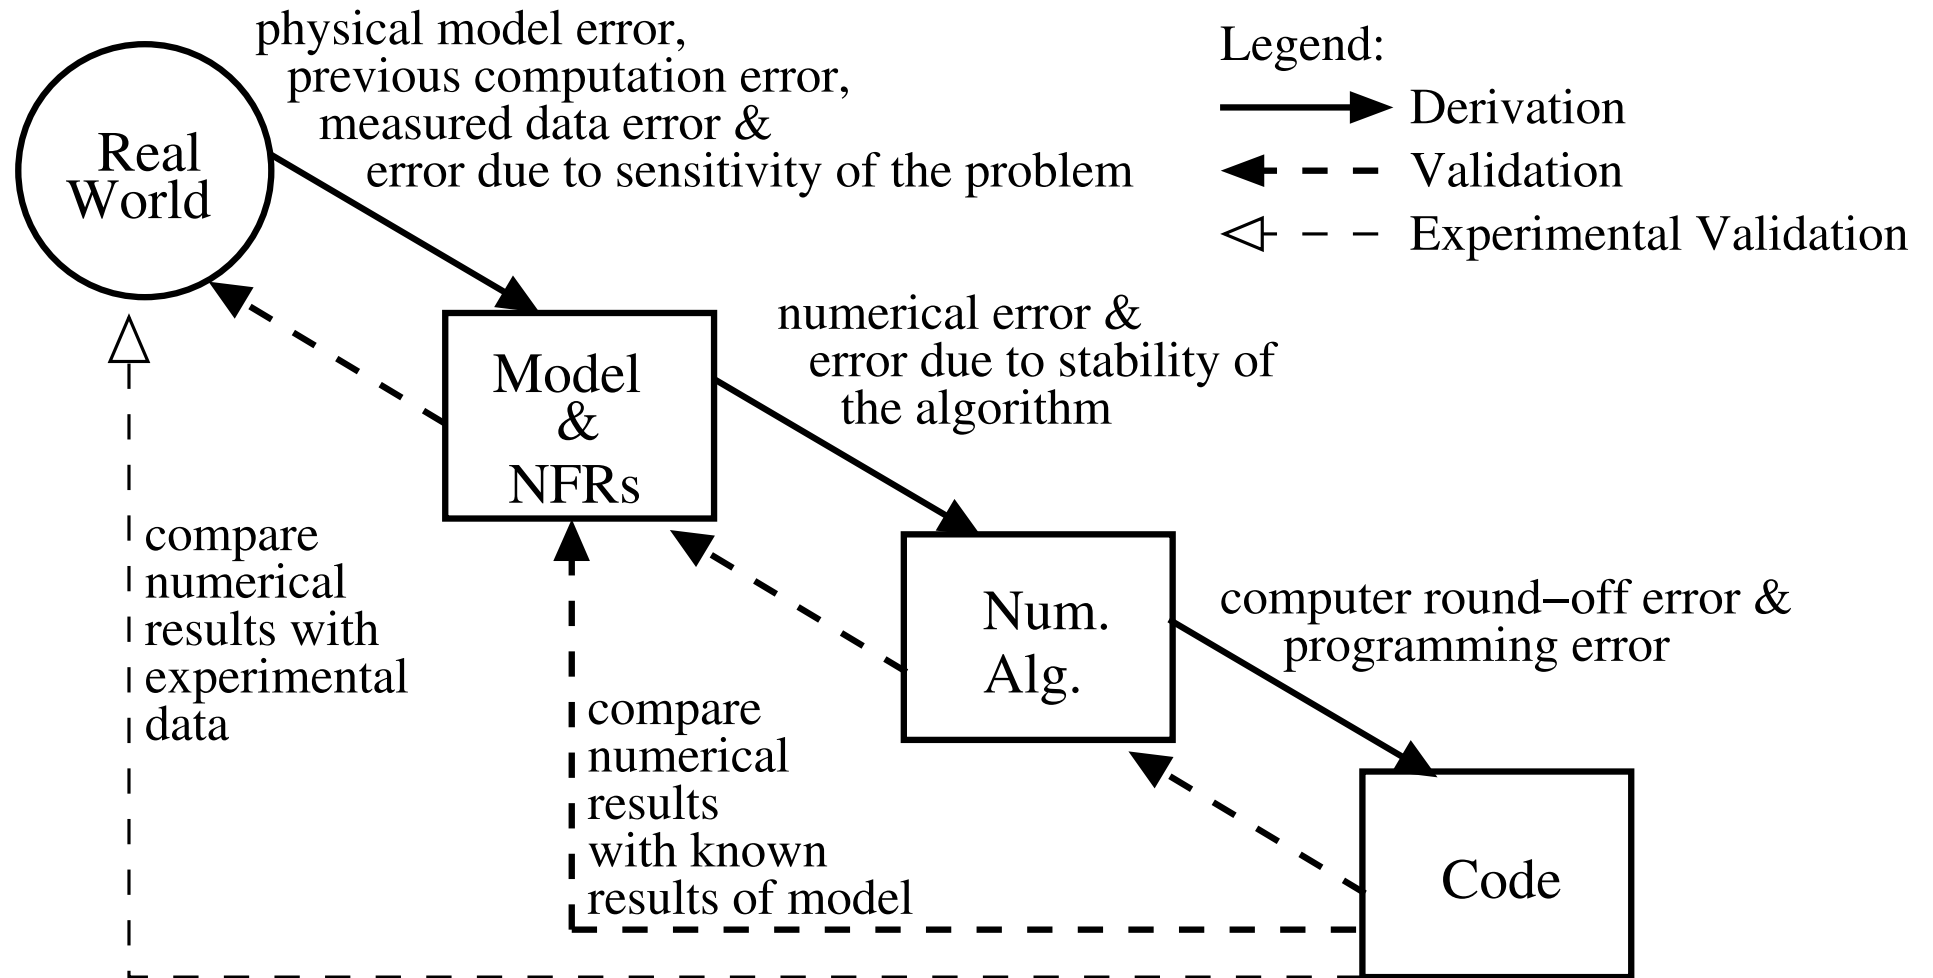 physical model error,
previous computation error,
measured data error &
error due to sensitivity of the problem
Legend:
Derivation
Validation
Experimental Validation
Real
World
Model
&
NFRs
numerical error &
error due to stability of
the algorithm
compare
numerical
results with
experimental
data
Num.
Alg.
computer round−off error &
programming error
compare
numerical
results
with known
results of model
Code